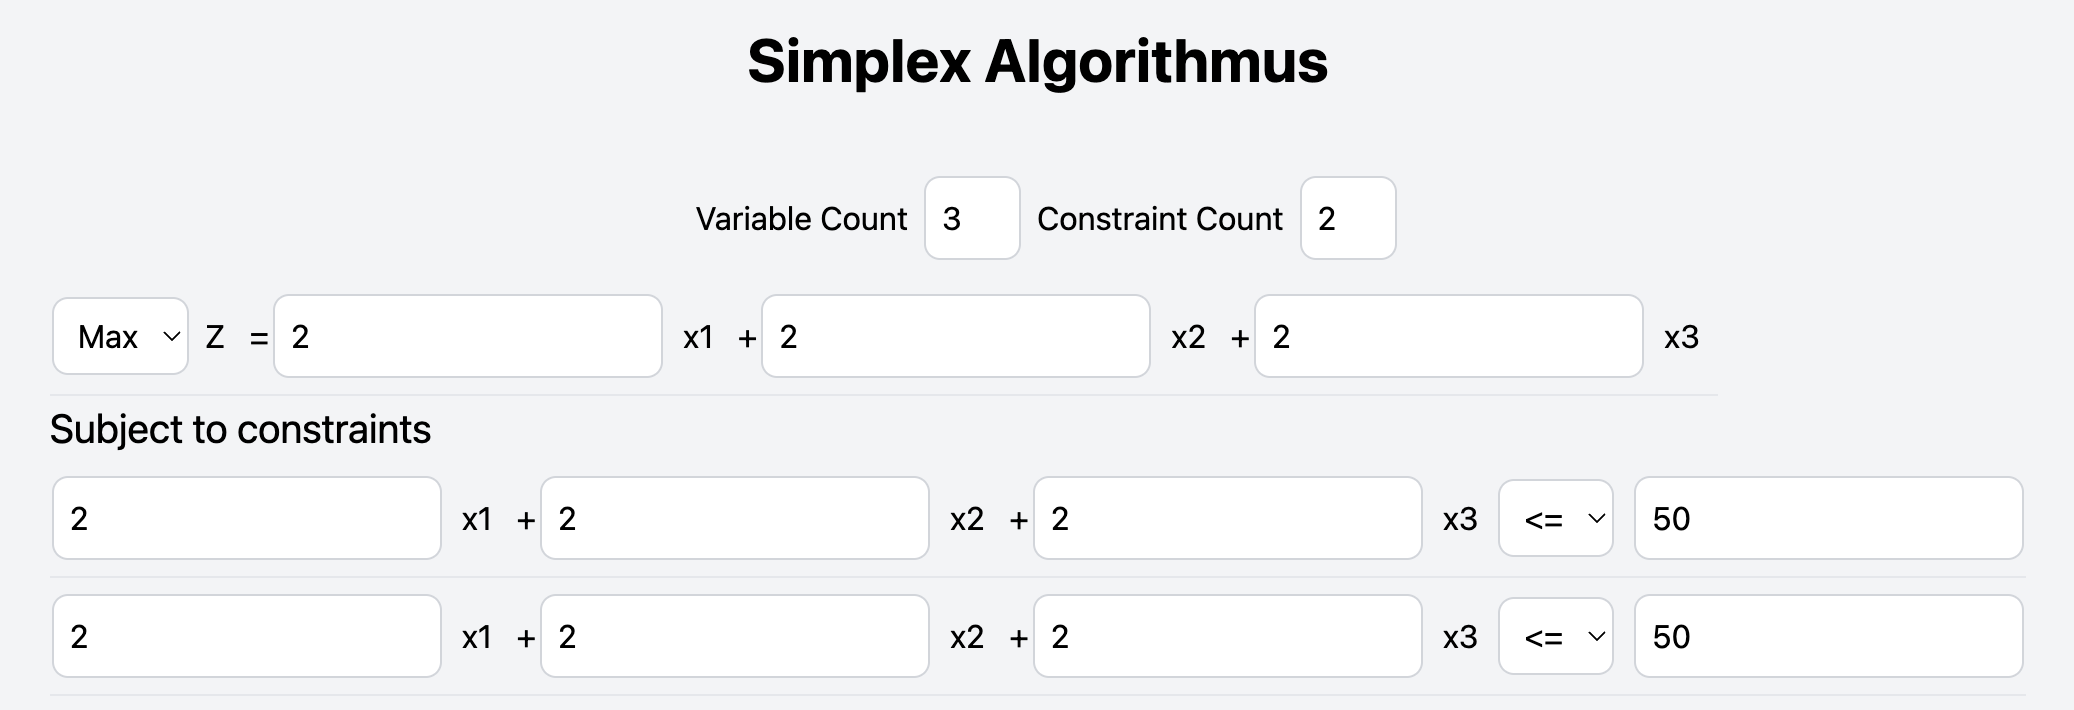 Simplex Algorithmus
Variable Count 3 Constraint Count 2
Max Z = 2 x1 + 2 x2 + 2 x3
Subject to constraints
2 x1 + 2 x2 + 2 x3 <= 50
2 x1 + 2 x2 + 2 x3 <= 50